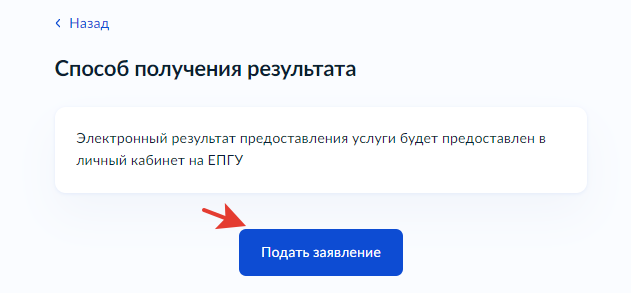 Назад
Способ получения результата
Электронный результат предоставления услуги будет предоставлен в
личный кабинет на ЕПГУ
Подать заявление